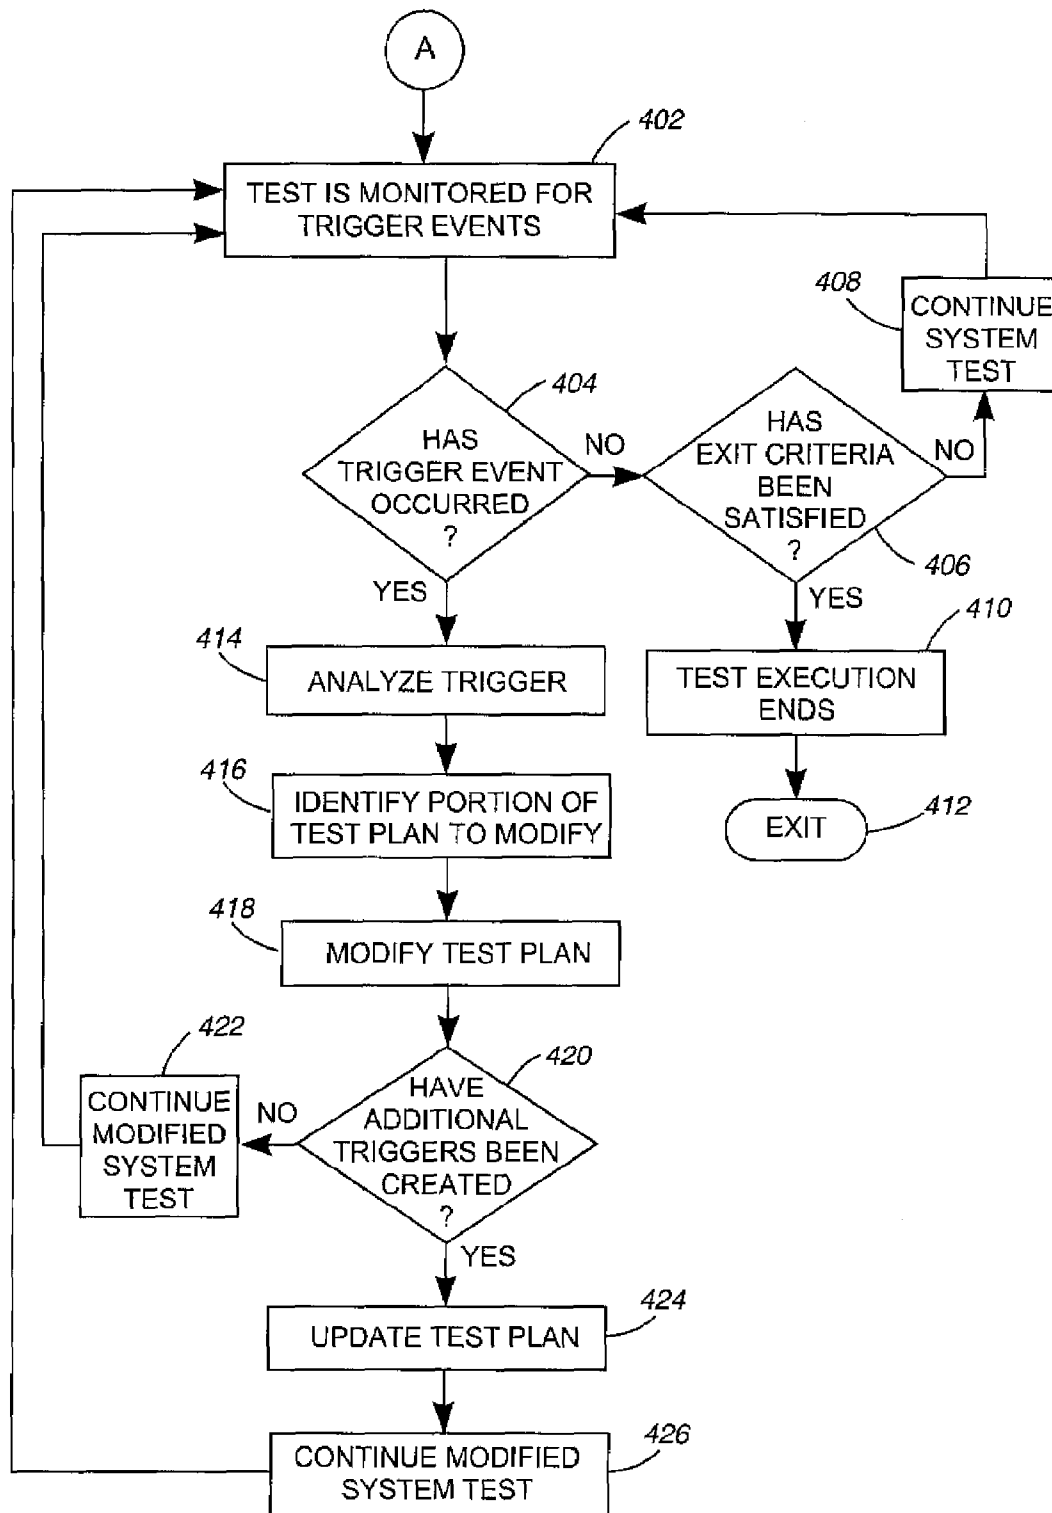 A
402
TEST IS MONITORED FOR
TRIGGER EVENTS
408
CONTINUE
SYSTEM
TEST
404
HAS
TRIGGER EVENT
OCCURRED
?
NO
HAS
EXIT CRITERIA
BEEN
SATISFIED
?
NO
406
YES
YES
414
ANALYZE TRIGGER
410
TEST EXECUTION
ENDS
416
IDENTIFY PORTION OF
TEST PLAN TO MODIFY
EXIT
412
418
MODIFY TEST PLAN
422
CONTINUE
MODIFIED
SYSTEM
TEST
NO
420
HAVE
ADDITIONAL
TRIGGERS BEEN
CREATED
?
YES
424
UPDATE TEST PLAN
426
CONTINUE MODIFIED
SYSTEM TEST